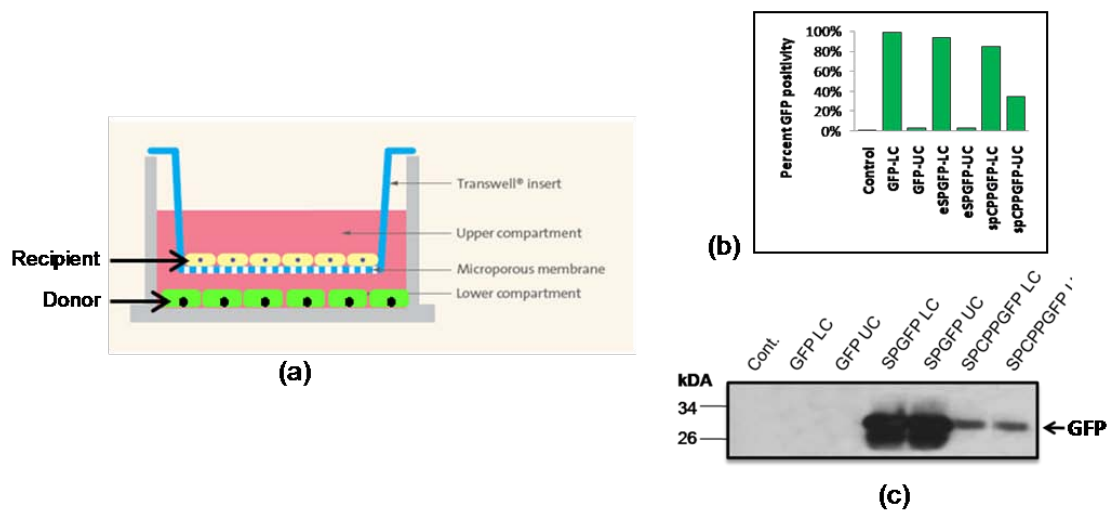 Transwell® insert
Upper compartment
Recipient
Microporous membrane
Donor
Lower compartment
(a)
Percent GFP positivity
100%
80%
60%
40%
20%
0%
Control
GFP-LC
GFP-UC
eSPGFP-LC
eSPGFP-UC
spCPPGFP-LC
spCPPGFP-UC
(b)
Cont.
GFP LC
GFP UC
SPGFP LC
SPGFP UC
SPCPPGFP LC
SPCPPGFP
kDA
34
26
GFP
(c)